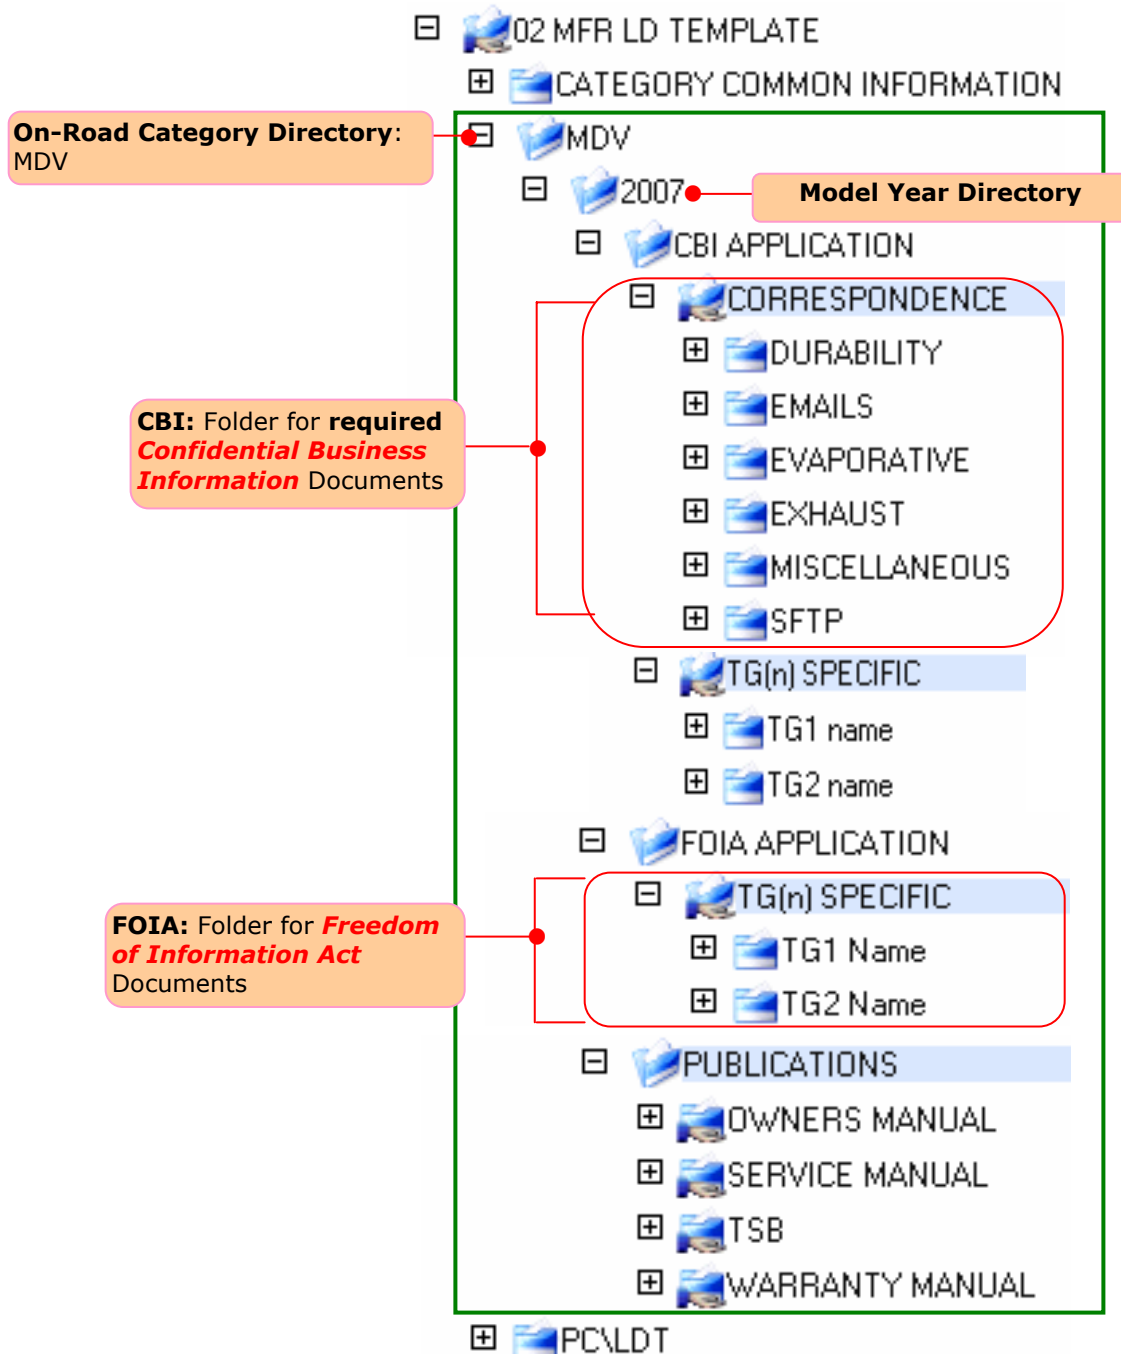 02 MFR LD TEMPLATE
CATEGORY COMMON INFORMATION
On-Road Category Directory:
MDV
MDV
2007
Model Year Directory
CBI APPLICATION
CORRESPONDENCE
DURABILITY
EMAILS
CBI: Folder for required
Confidential Business
Information Documents
EVAPORATIVE
EXHAUST
MISCELLANEOUS
SFTP
TG(n) SPECIFIC
TG1 name
TG2 name
FOIA APPLICATION
TG(n) SPECIFIC
FOIA: Folder for Freedom
of Information Act
Documents
TG1 Name
TG2 Name
PUBLICATIONS
OWNERS MANUAL
SERVICE MANUAL
TSB
WARRANTY MANUAL
PC\LDT